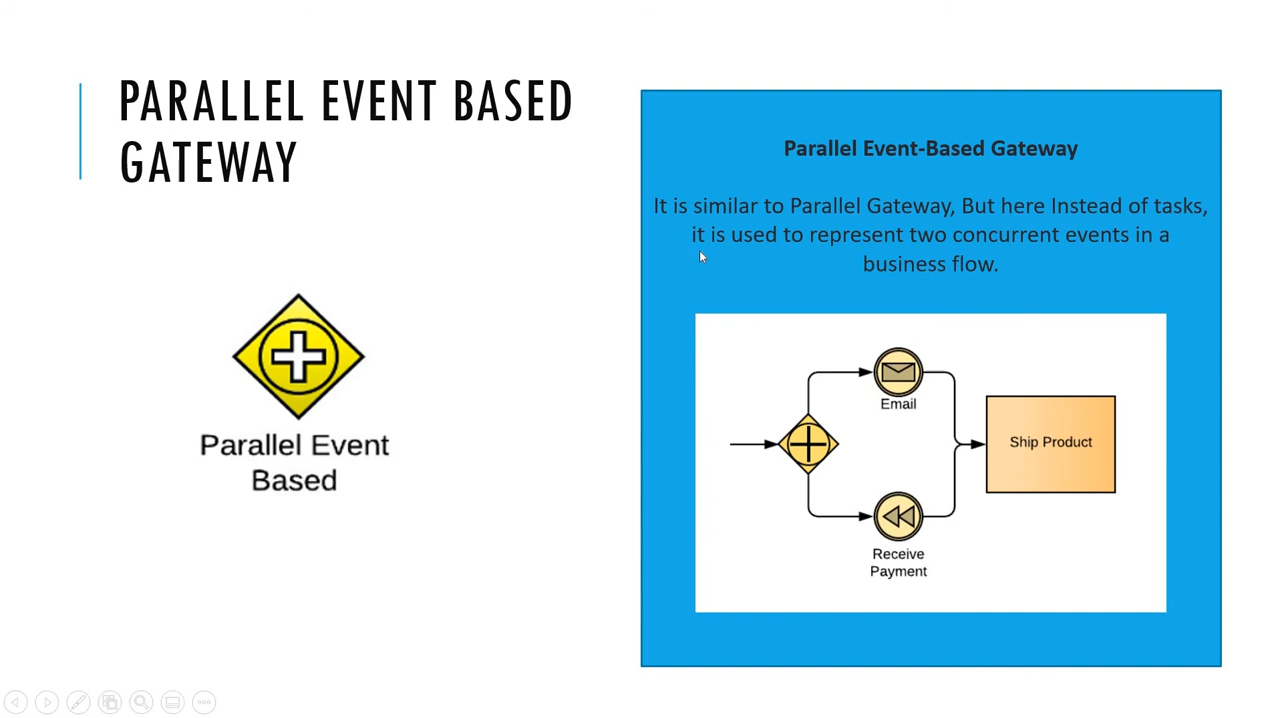 PARALLEL EVENT BASED
GATEWAY
Parallel Event
Based
Parallel Event-Based Gateway
It is similar to Parallel Gateway, But here Instead of tasks,
it is used to represent two concurrent events in a
business flow.
Email
Ship Product
Receive
Payment